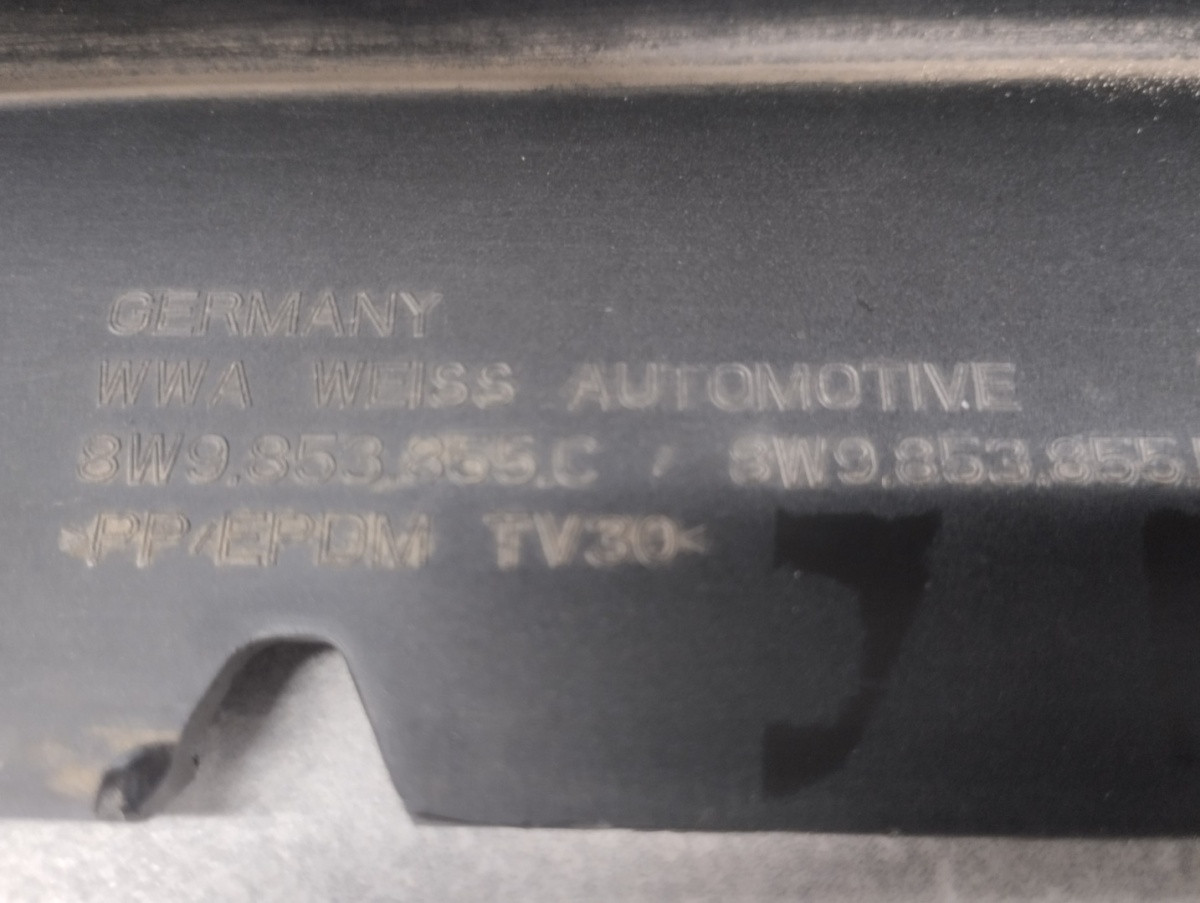 GERMANY
WWA WEISS AUTOMOTIVE
8W9.853.855.C / 8W9.853.855.
>PP/EPDM TV30<